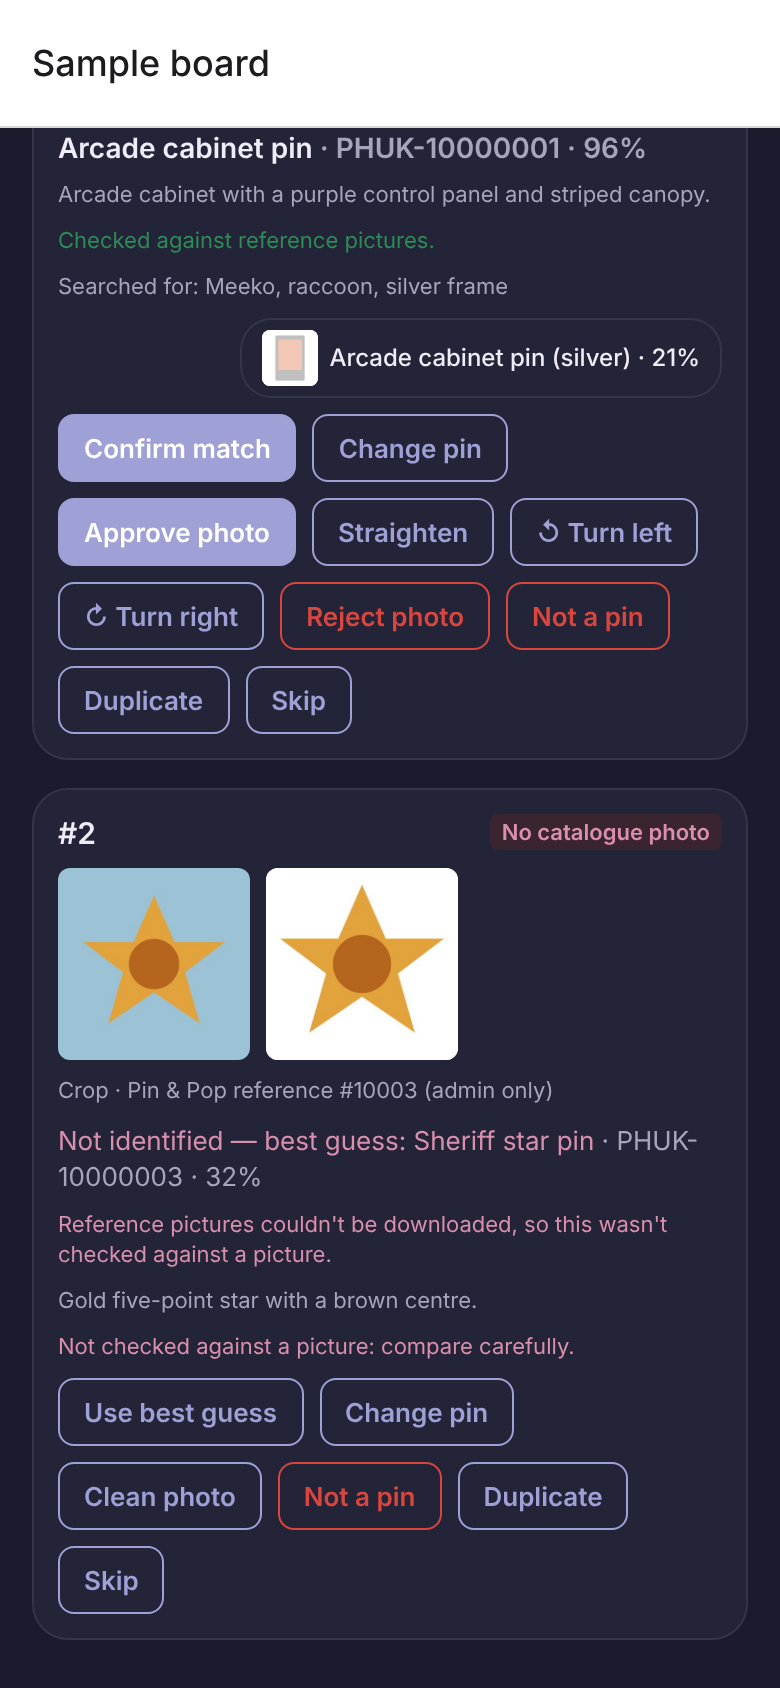 Sample board
Arcade cabinet pin · PHUK-10000001 · 96%
Arcade cabinet with a purple control panel and striped canopy.
Checked against reference pictures.
Searched for: Meeko, raccoon, silver frame
Arcade cabinet pin (silver) · 21%
Confirm match
Change pin
Approve photo
Straighten
↺ Turn left
↻ Turn right
Reject photo
Not a pin
Duplicate
Skip
#2
No catalogue photo
Crop · Pin & Pop reference #10003 (admin only)
Not identified — best guess: Sheriff star pin · PHUK-
10000003 · 32%
Reference pictures couldn't be downloaded, so this wasn't
checked against a picture.
Gold five-point star with a brown centre.
Not checked against a picture: compare carefully.
Use best guess
Change pin
Clean photo
Not a pin
Duplicate
Skip